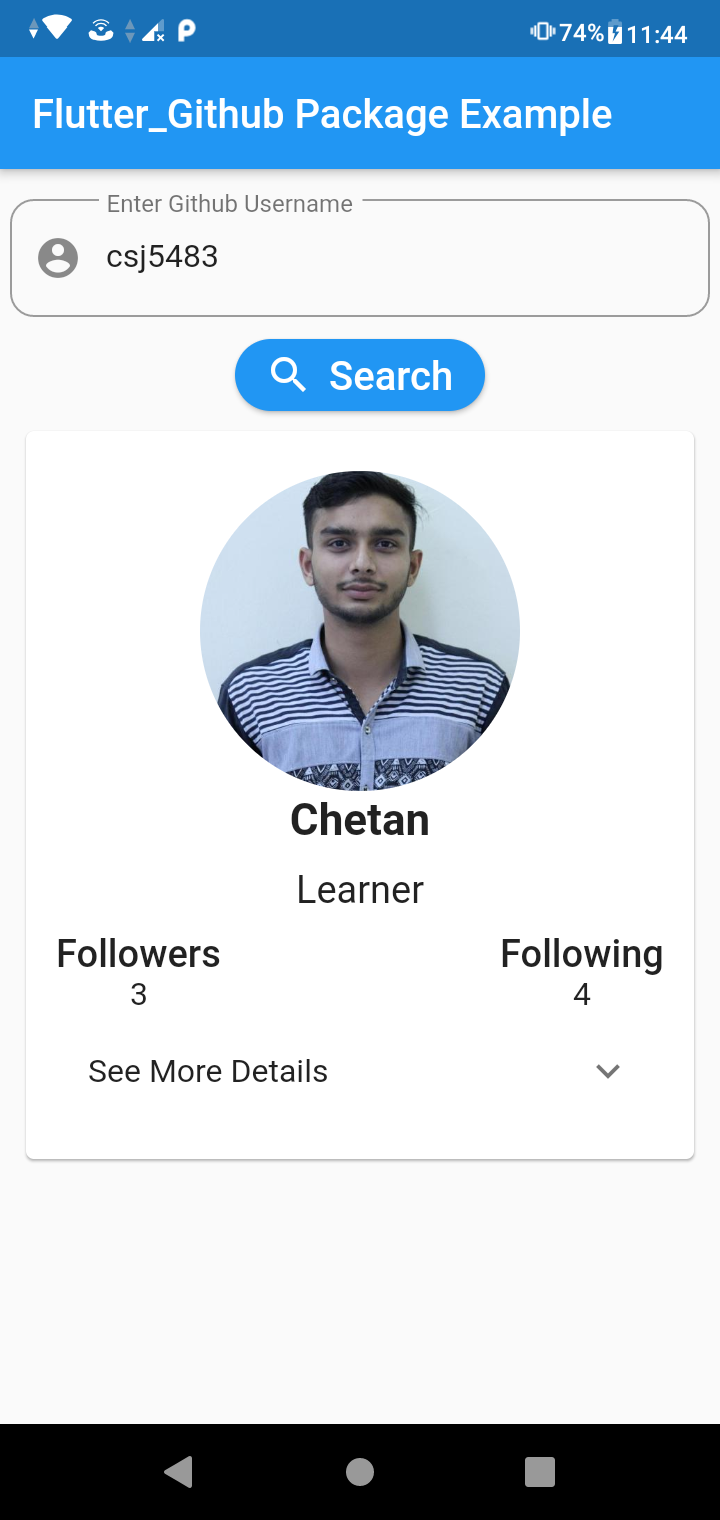 74% 11:44
Flutter_Github Package Example
Enter Github Username
csj5483
Search
Chetan
Learner
Followers Following
3 4
See More Details